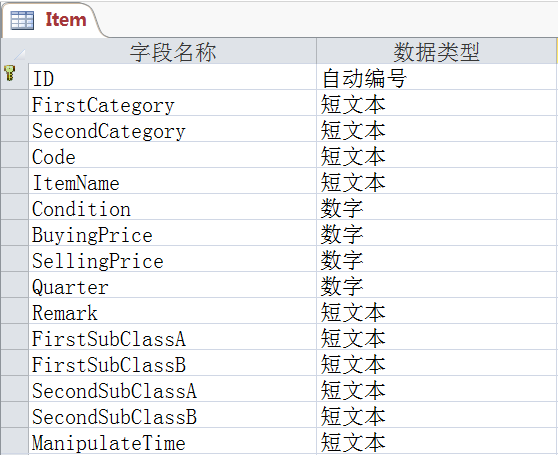 Item
字段名称 数据类型
ID 自动编号
FirstCategory 短文本
SecondCategory 短文本
Code 短文本
ItemName 短文本
Condition 数字
BuyingPrice 数字
SellingPrice 数字
Quarter 数字
Remark 短文本
FirstSubClassA 短文本
FirstSubClassB 短文本
SecondSubClassA 短文本
SecondSubClassB 短文本
ManipulateTime 短文本